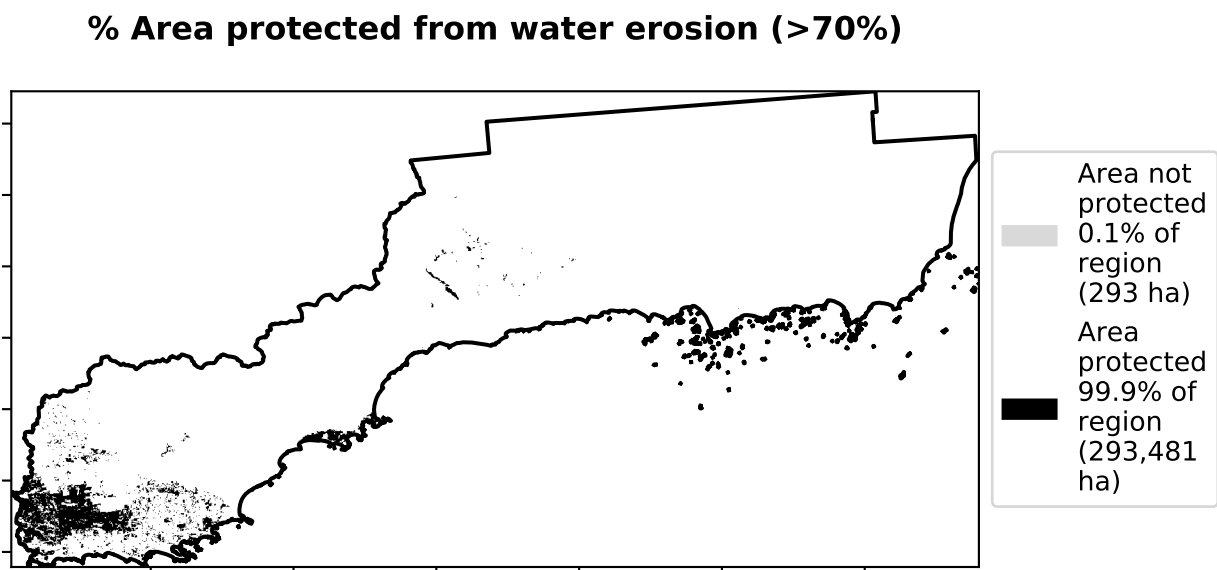 % Area protected from water erosion (>70%)
Area not
protected
0.1% of
region
(293 ha)
Area
protected
99.9% of
region
(293,481
ha)